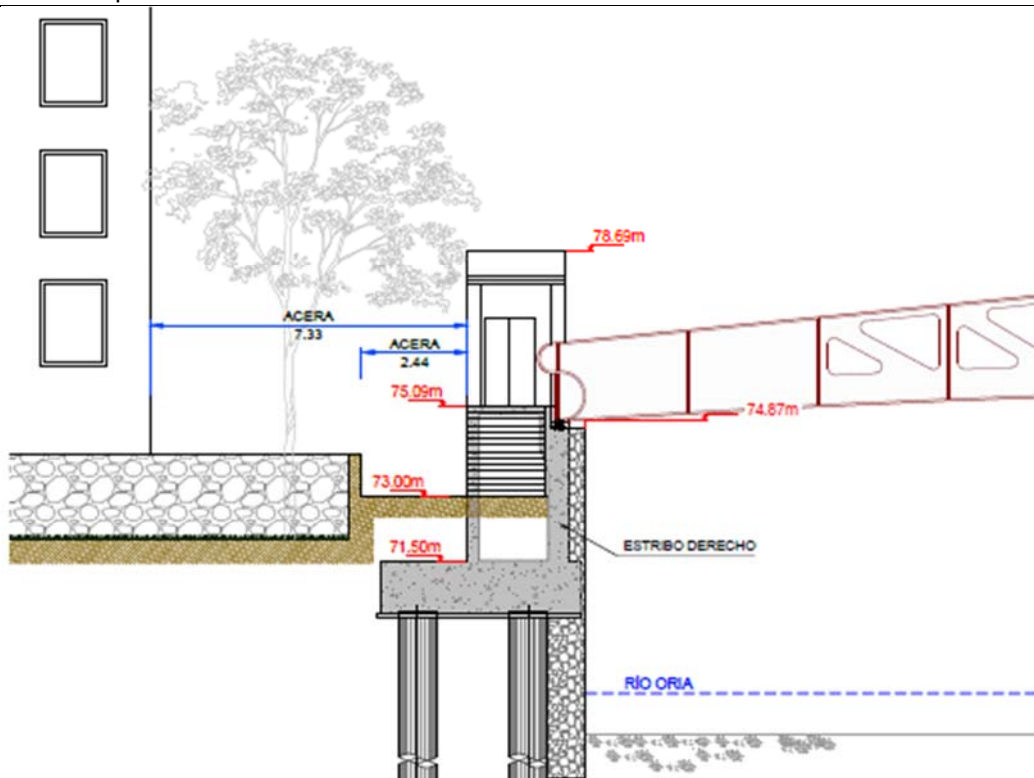 78.69m
ACERA
7.33
ACERA
2.44
75.09m
74.87m
73.00m
71.50m
ESTRIBO DERECHO
RÍO ORIA